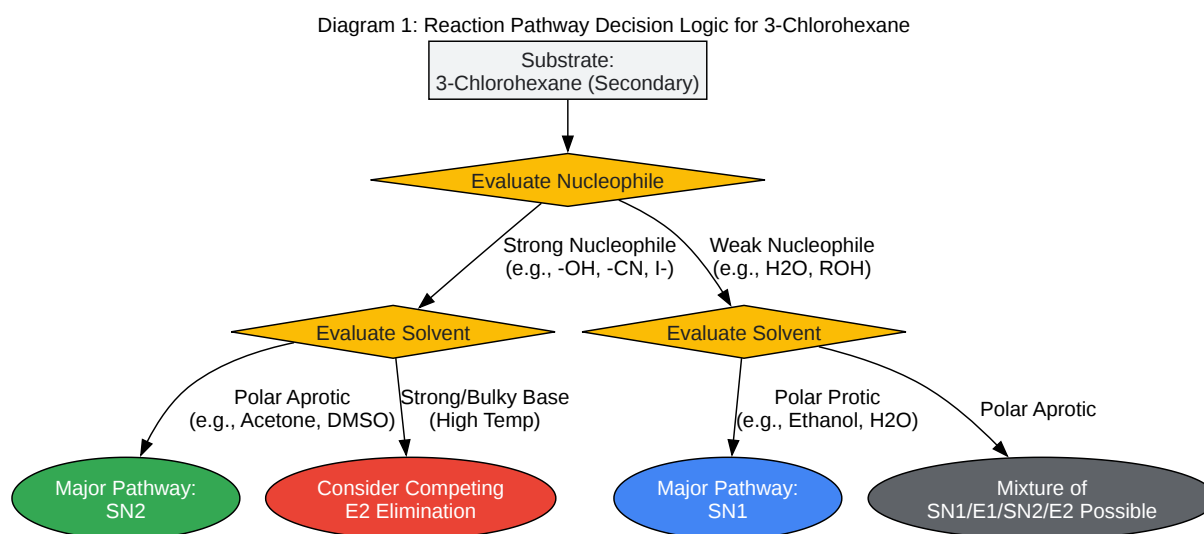 Diagram 1: Reaction Pathway Decision Logic for 3-Chlorohexane
Substrate:
3-Chlorohexane (Secondary)
Evaluate Nucleophile
Strong Nucleophile
(e.g., -OH, -CN, I-)
Weak Nucleophile
(e.g., H2O, ROH)
Evaluate Solvent
Evaluate Solvent
Polar Aprotic
(e.g., Acetone, DMSO)
Strong/Bulky Base
(High Temp)
Polar Protic
(e.g., Ethanol, H2O)
Polar Aprotic
Major Pathway:
SN2
Consider Competing
E2 Elimination
Major Pathway:
SN1
Mixture of
SN1/E1/SN2/E2 Possible